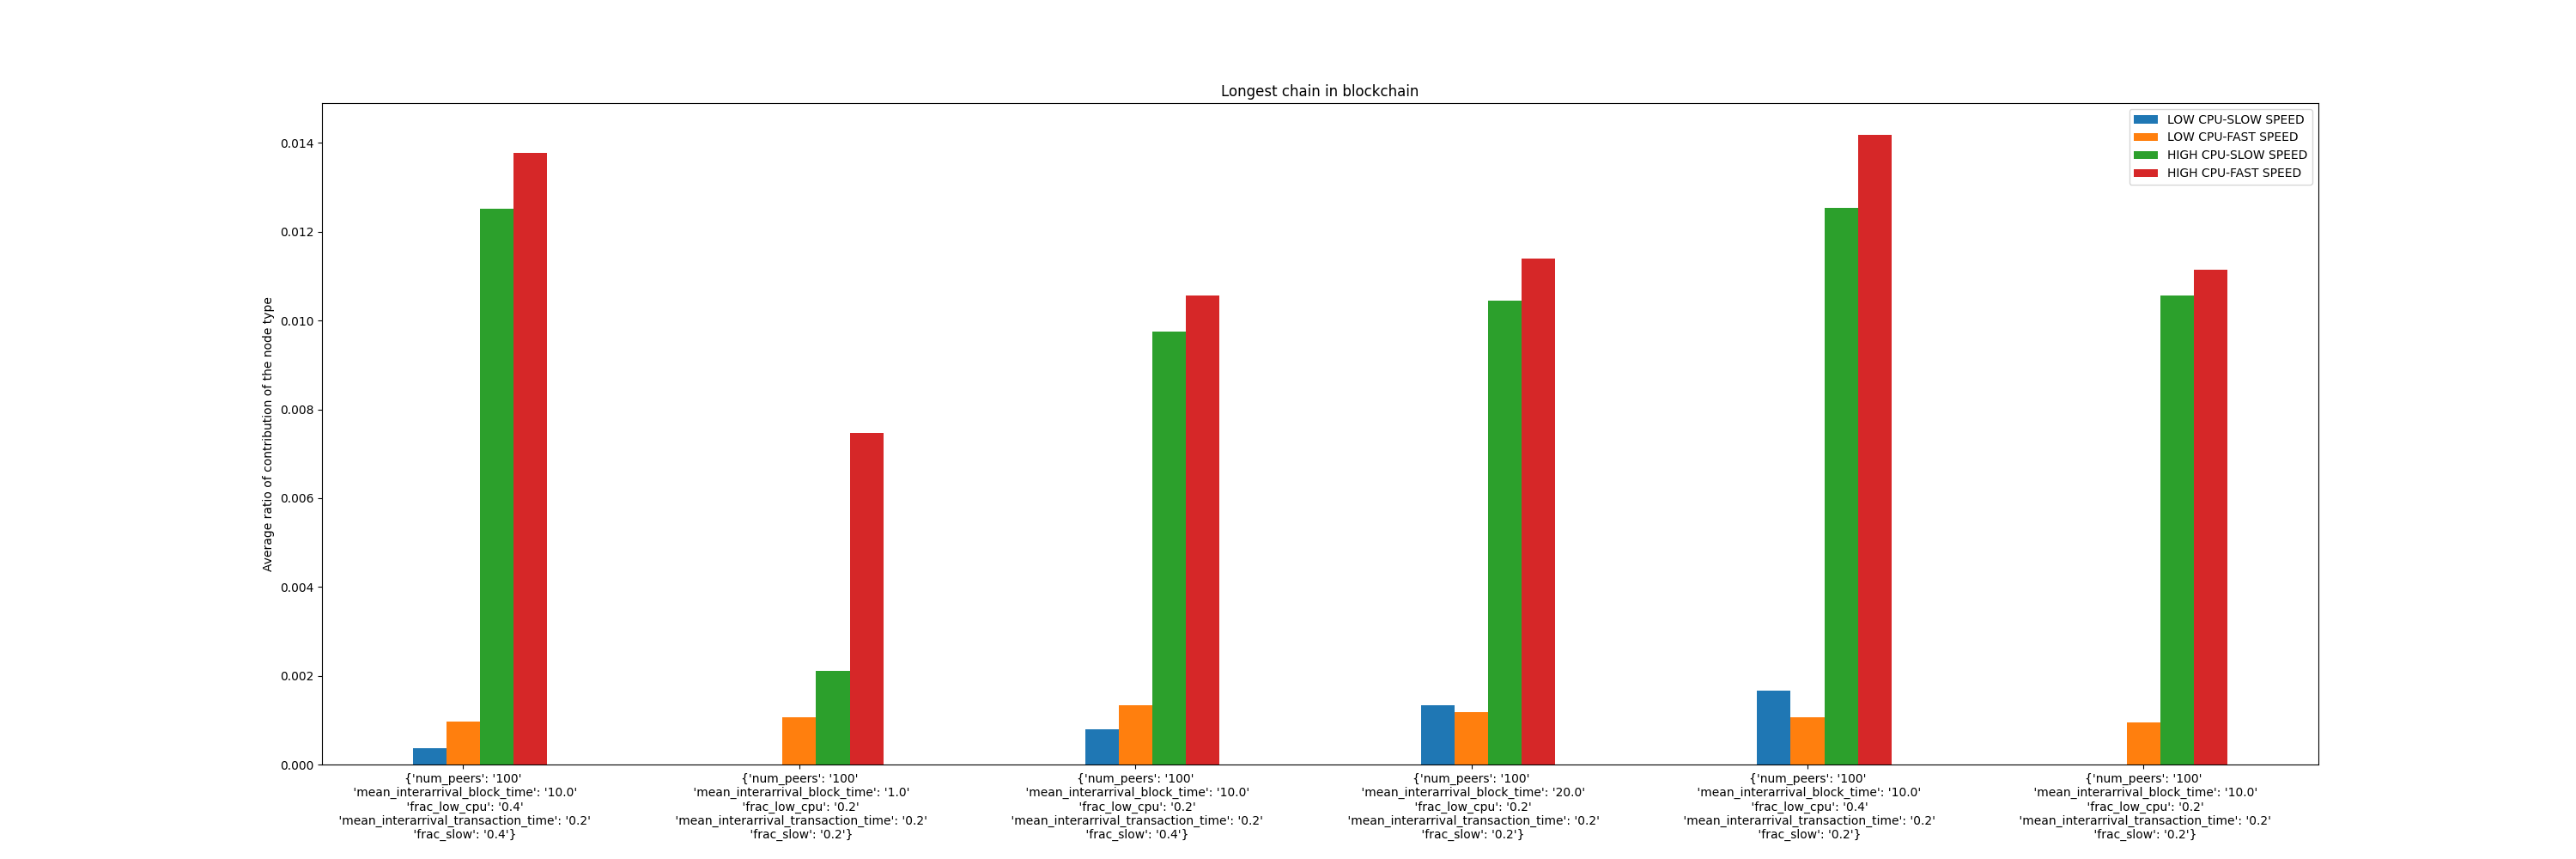 Longest chain in blockchain
LOW CPU-SLOW SPEED
LOW CPU-FAST SPEED
HIGH CPU-SLOW SPEED
HIGH CPU-FAST SPEED
Average ratio of contribution of the node type
0.014
0.012
0.010
0.008
0.006
0.004
0.002
0.000
{'num_peers': '100'
'mean_interarrival_block_time': '10.0'
'frac_low_cpu': '0.4'
'mean_interarrival_transaction_time': '0.2'
'frac_slow': '0.4'}
{'num_peers': '100'
'mean_interarrival_block_time': '1.0'
'frac_low_cpu': '0.2'
'mean_interarrival_transaction_time': '0.2'
'frac_slow': '0.2'}
{'num_peers': '100'
'mean_interarrival_block_time': '10.0'
'frac_low_cpu': '0.2'
'mean_interarrival_transaction_time': '0.2'
'frac_slow': '0.4'}
{'num_peers': '100'
'mean_interarrival_block_time': '20.0'
'frac_low_cpu': '0.2'
'mean_interarrival_transaction_time': '0.2'
'frac_slow': '0.2'}
{'num_peers': '100'
'mean_interarrival_block_time': '10.0'
'frac_low_cpu': '0.4'
'mean_interarrival_transaction_time': '0.2'
'frac_slow': '0.2'}
{'num_peers': '100'
'mean_interarrival_block_time': '10.0'
'frac_low_cpu': '0.2'
'mean_interarrival_transaction_time': '0.2'
'frac_slow': '0.2'}